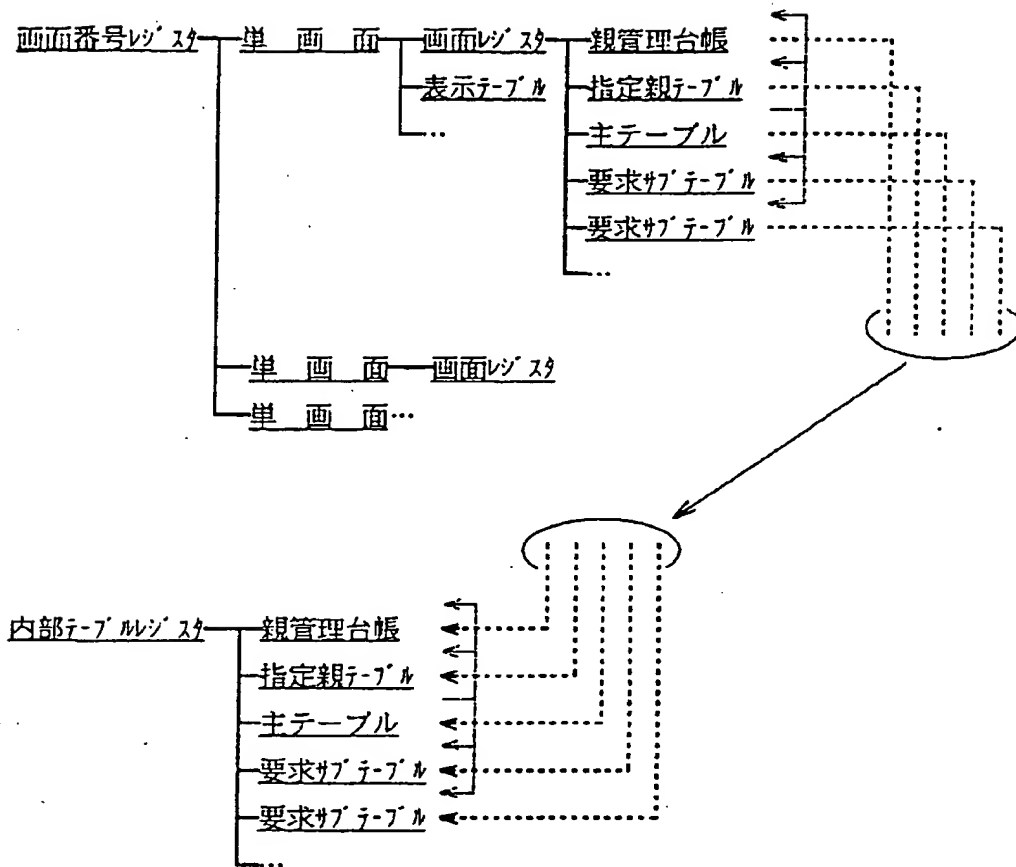 画面番号レジスタ 単画面 画面レジスタ 親管理台帳
表示テーブル 指定親テーブル
… 主テーブル
要求サブテーブル
要求サブテーブル
…
単画面 画面レジスタ
単画面…
内部テーブルレジスタ 親管理台帳
指定親テーブル
主テーブル
要求サブテーブル
要求サブテーブル
…